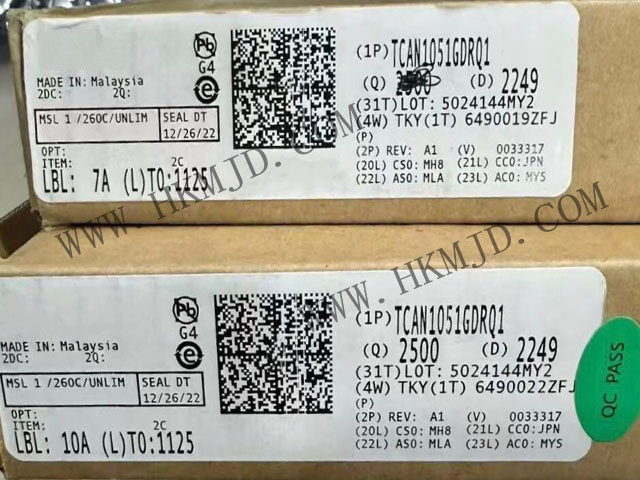 Pb
G4
e
MADE IN: Malaysia
2DC: 2Q:
MSL 1 /260C/UNLIM
SEAL DT
12/26/22
OPT:
ITEM: 2C
LBL: 7A (L)TO:1125
(1P) TCAN1051GDRQ1
(Q) 2500 (D) 2249
(31T)LOT: 5024144MY2
(4W) TKY(1T) 6490019ZFJ
(P)
(2P) REV: A1 (V) 0033317
(20L) CSO: MH8 (21L) CCO:JPN
(22L) ASO: MLA (23L) ACO: MYS
WWW.HKMJD.COM
Pb
G4
e
MADE IN: Malaysia
2DC: 2Q:
MSL 1 /260C/UNLIM
SEAL DT
12/26/22
OPT:
ITEM: 2C
LBL: 10A (L)TO:1125
(1P) TCAN1051GDRQ1
(Q) 2500 (D) 2249
(31T)LOT: 5024144MY2
(4W) TKY(1T) 6490022ZFJ
(P)
(2P) REV: A1 (V) 0033317
(20L) CSO: MH8 (21L) CCO:JPN
(22L) ASO: MLA (23L) ACO: MYS
QC PASS
WWW.HKMJD.COM